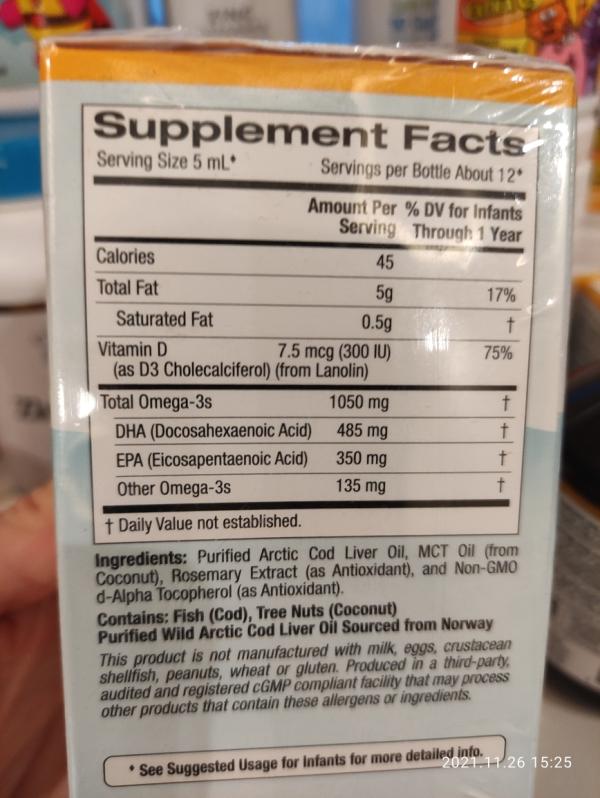 Supplement Facts
Serving Size 5 mL♦ Servings per Bottle About 12♦
Amount Per % DV for Infants
Serving Through 1 Year
Calories 45
Total Fat 5g 17%
Saturated Fat 0.5g †
Vitamin D 7.5 mcg (300 IU) 75%
(as D3 Cholecalciferol) (from Lanolin)
Total Omega-3s 1050 mg †
DHA (Docosahexaenoic Acid) 485 mg †
EPA (Eicosapentaenoic Acid) 350 mg †
Other Omega-3s 135 mg †
† Daily Value not established.
Ingredients: Purified Arctic Cod Liver Oil, MCT Oil (from
Coconut), Rosemary Extract (as Antioxidant), and Non-GMO
d-Alpha Tocopherol (as Antioxidant).
Contains: Fish (Cod), Tree Nuts (Coconut)
Purified Wild Arctic Cod Liver Oil Sourced from Norway
This product is not manufactured with milk, eggs, crustacean
shellfish, peanuts, wheat or gluten. Produced in a third-party,
audited and registered cGMP compliant facility that may process
other products that contain these allergens or ingredients.
♦ See Suggested Usage for Infants for more detailed info.
2021.11.26 15:25